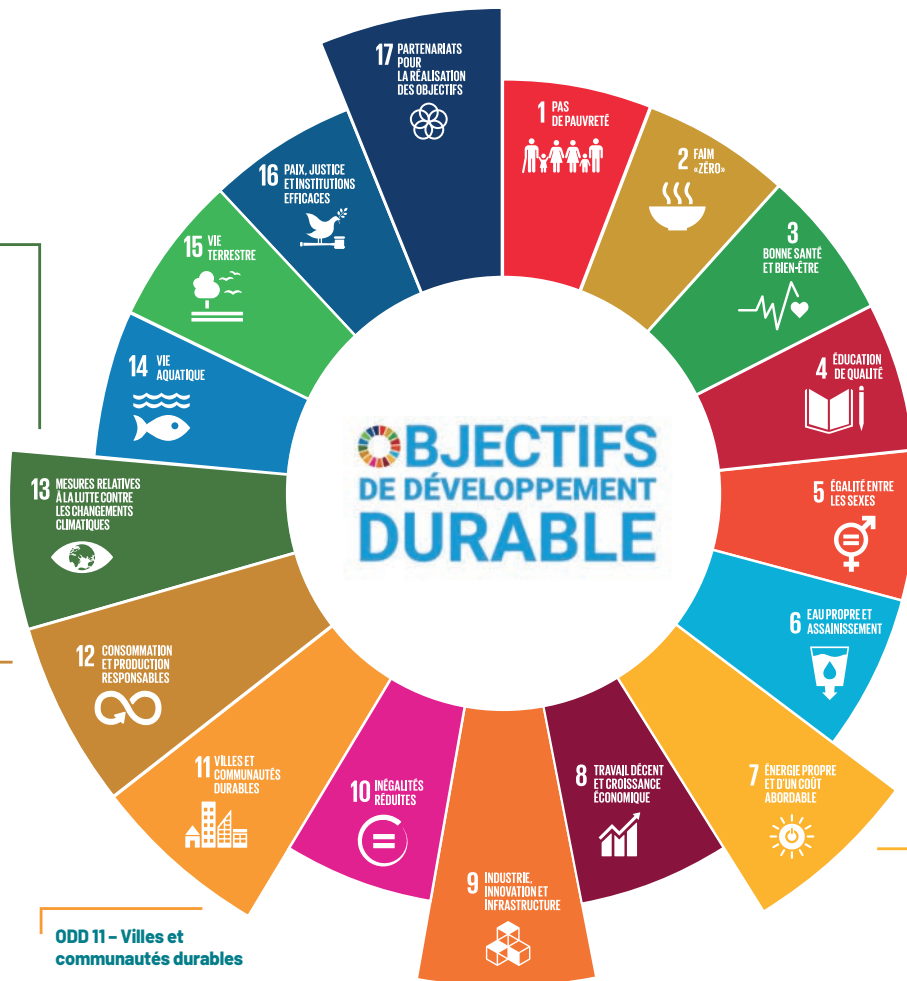 17 PARTENARIATS
POUR
LA RÉALISATION
DES OBJECTIFS
1 PAS
DE PAUVRETÉ
2 FAIM
«ZÉRO»
3
BONNE SANTÉ
ET BIEN-ÊTRE
4 ÉDUCATION
DE QUALITÉ
5 ÉGALITÉ ENTRE
LES SEXES
6 EAU PROPRE ET
ASSAINISSEMENT
7 ÉNERGIE PROPRE
ET D'UN COÛT
ABORDABLE
8 TRAVAIL DÉCENT
ET CROISSANCE
ÉCONOMIQUE
9 INDUSTRIE,
INNOVATION ET
INFRASTRUCTURE
10 INÉGALITÉS
RÉDUITES
11 VILLES ET
COMMUNAUTÉS
DURABLES
12 CONSOMMATION
ET PRODUCTION
RESPONSABLES
13 MESURES RELATIVES
À LA LUTTE CONTRE
LES CHANGEMENTS
CLIMATIQUES
14 VIE
AQUATIQUE
15 VIE
TERRESTRE
16 PAIX, JUSTICE
ET INSTITUTIONS
EFFICACES
OBJECTIFS
DE DÉVELOPPEMENT
DURABLE
ODD 11 – Villes et
communautés durables